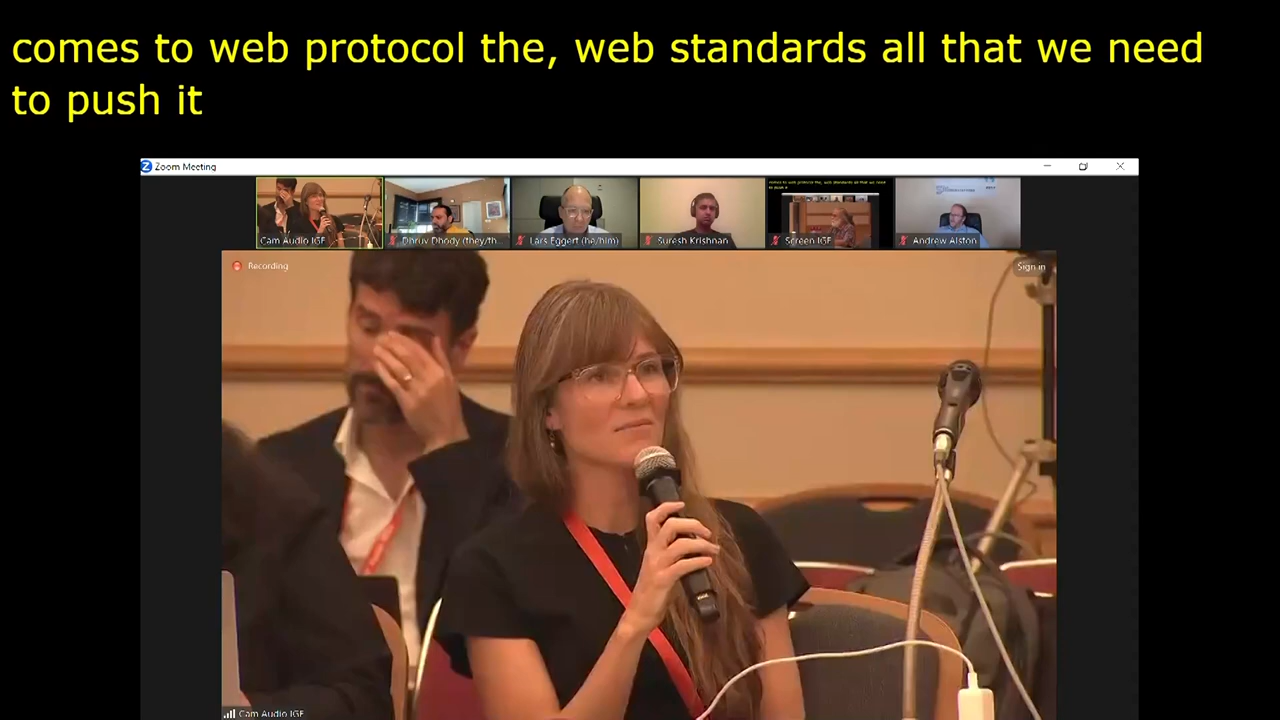 comes to web protocol the, web standards all that we need
to push it
Zoom Meeting
Cam Audio IGF
Dhruv Dhody (they/th...
Lars Eggert (he/him)
Suresh Krishnan
Screen IGF
Andrew Alston
Recording
Sign in
Cam Audio IGF